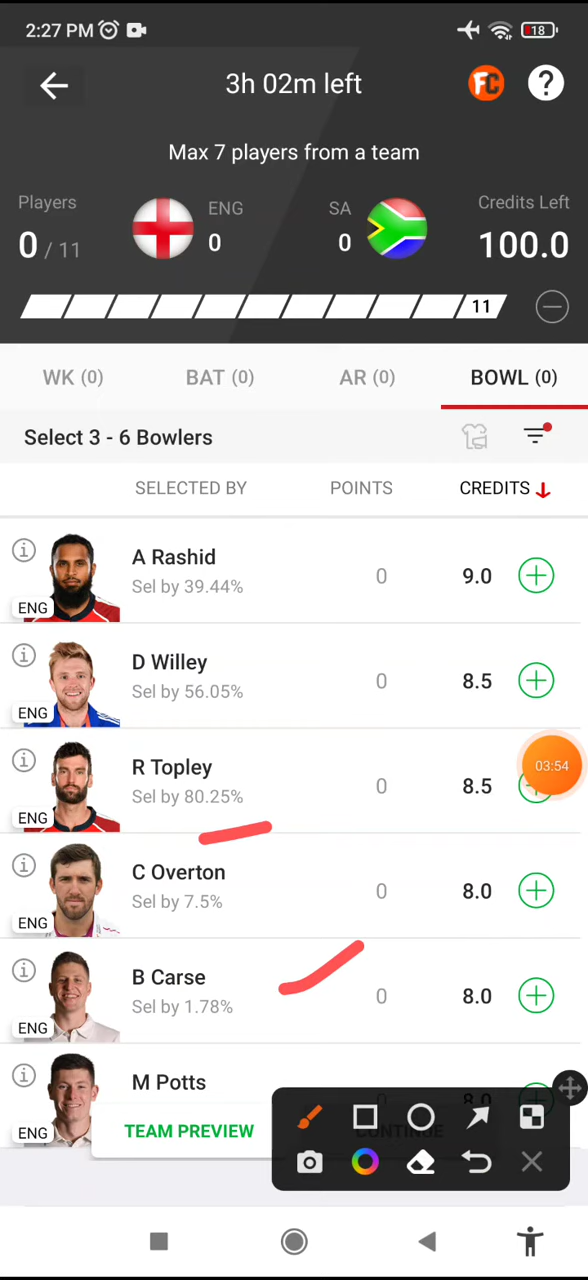 2:27 PM
18
3h 02m left
FC
?
Max 7 players from a team
Players
ENG
SA
Credits Left
0 / 11
0
0
100.0
11
WK (0)
BAT (0)
AR (0)
BOWL (0)
Select 3 - 6 Bowlers
SELECTED BY
POINTS
CREDITS
A Rashid
Sel by 39.44%
0
9.0
ENG
D Willey
Sel by 56.05%
0
8.5
ENG
R Topley
Sel by 80.25%
0
8.5
03:54
ENG
C Overton
Sel by 7.5%
0
8.0
ENG
B Carse
Sel by 1.78%
0
8.0
ENG
M Potts
0
8.0
ENG
TEAM PREVIEW
CONTINUE